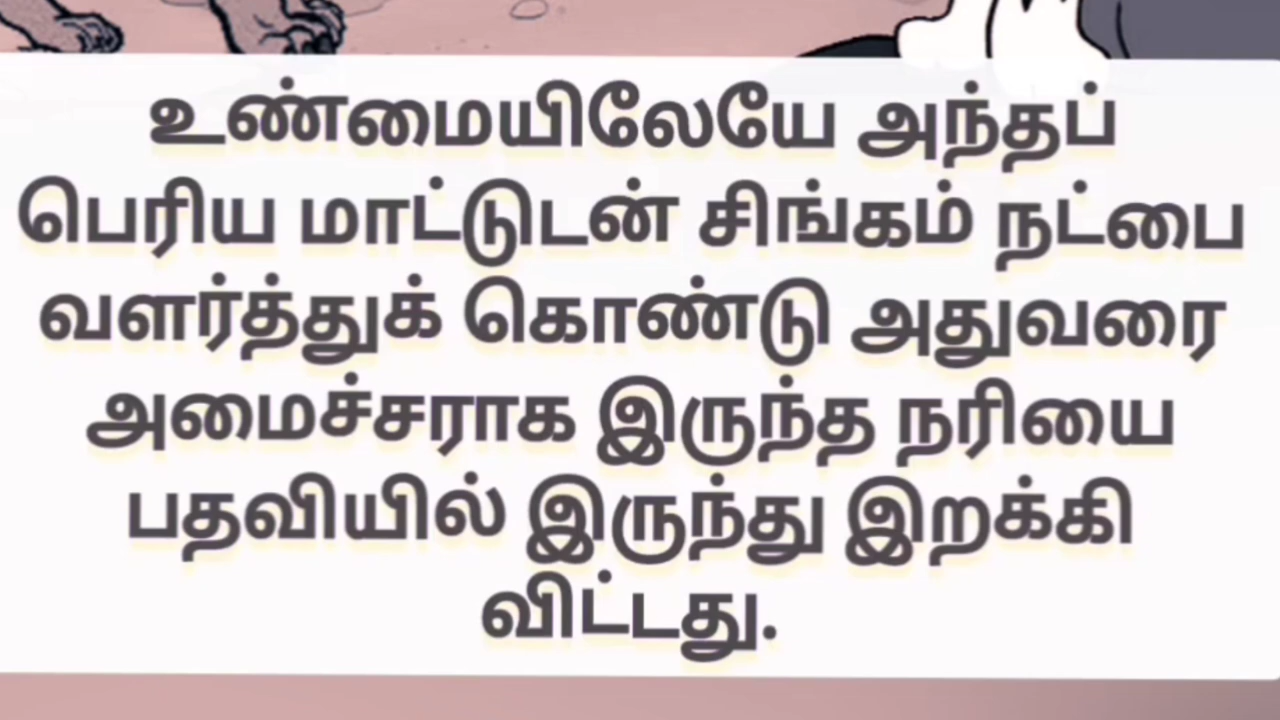 உண்மையிலேயே அந்தப்
பெரிய மாட்டுடன் சிங்கம் நட்பை
வளர்த்துக் கொண்டு அதுவரை
அமைச்சராக இருந்த நரியை
பதவியில் இருந்து இறக்கி
விட்டது.